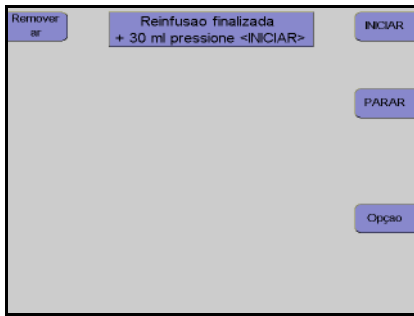 Remover
ar
Reinfusao finalizada
+ 30 ml pressione <INICIAR>
INICIAR
PARAR
Opçao